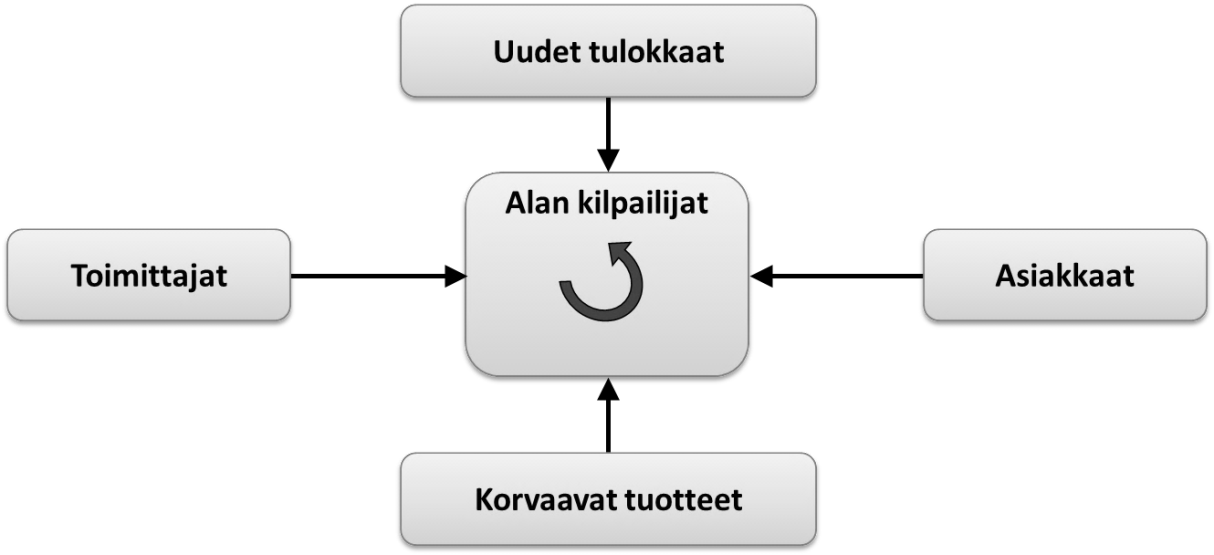 Uudet tulokkaat
Alan kilpailijat
Toimittajat
Asiakkaat
Korvaavat tuotteet